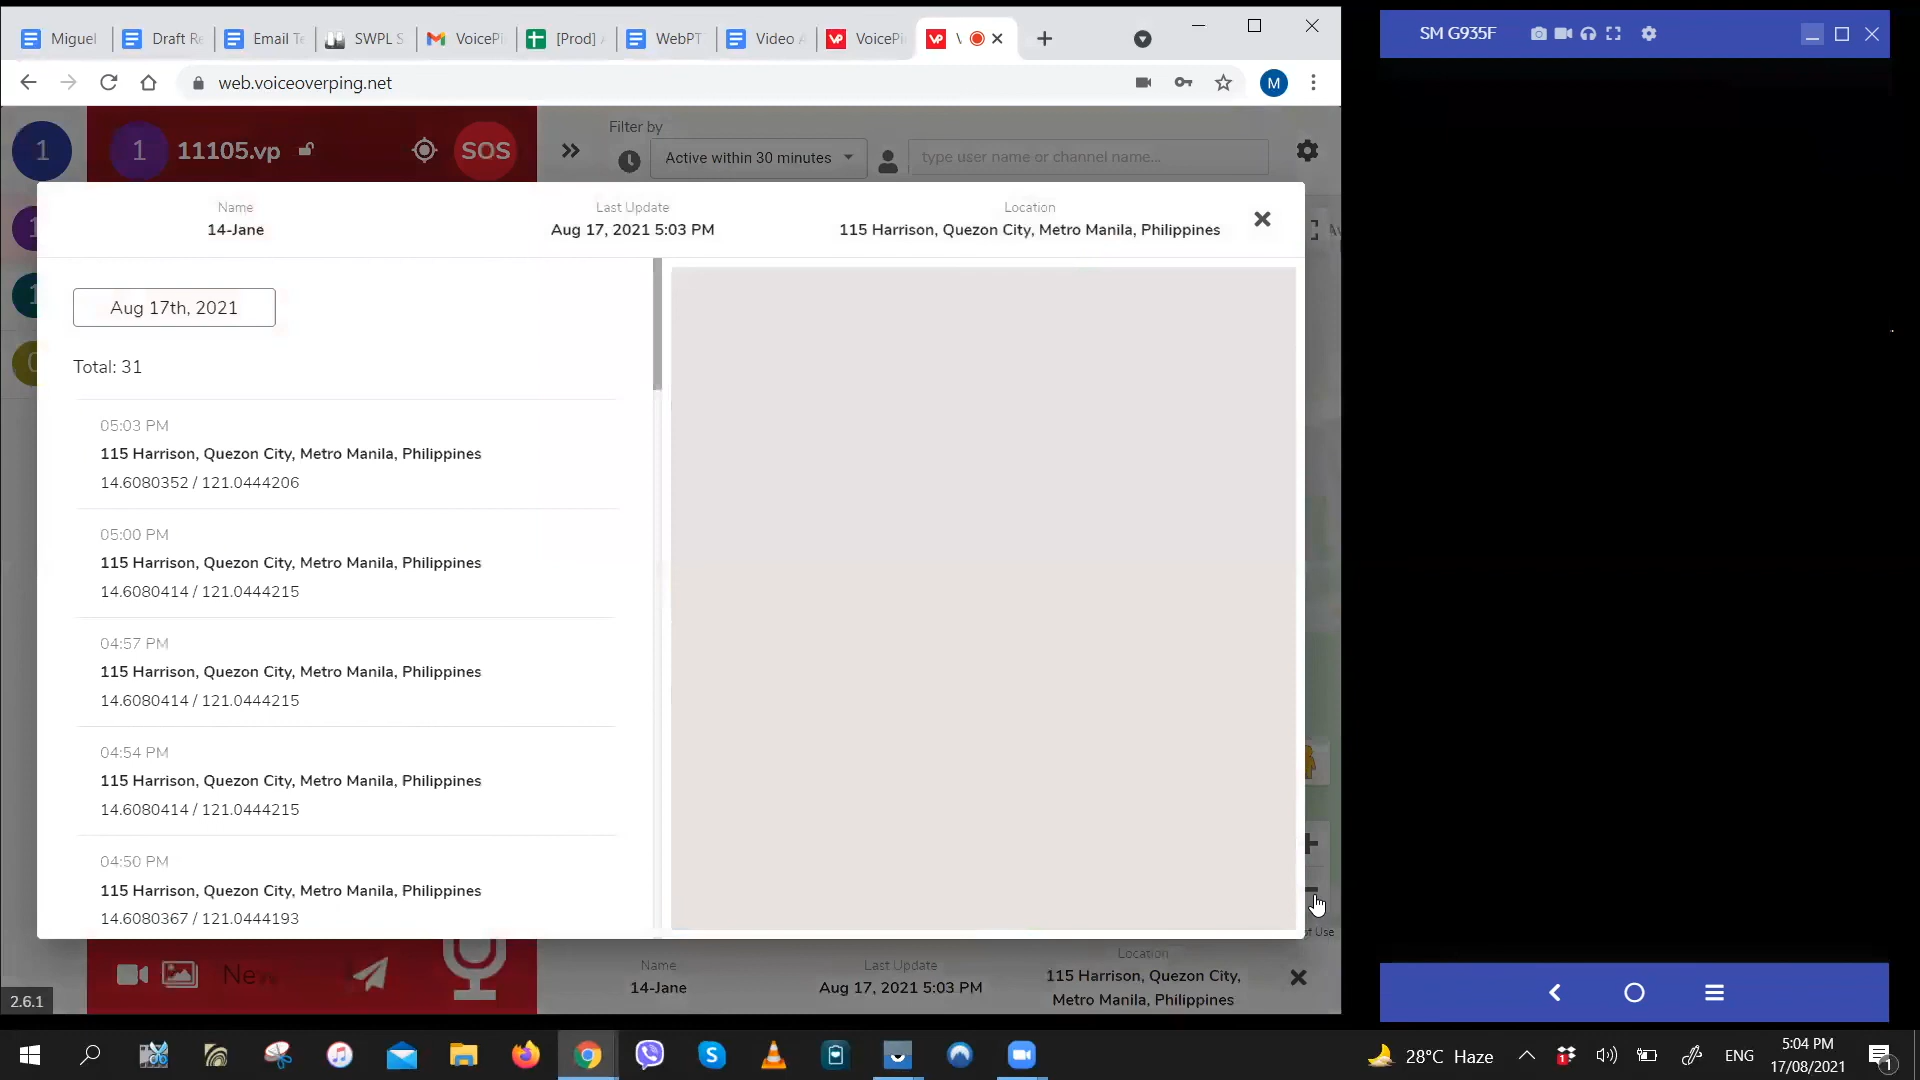 Miguel
Draft Re
Email Te
SWPL S
VoicePi
[Prod] A
WebPT
Video A
VoicePi
SM G935F
web.voiceoverping.net
M
1
1
11105.vp
SOS
Filter by
Active within 30 minutes
type user name or channel name...
Name
14-Jane
Last Update
Aug 17, 2021 5:03 PM
Location
115 Harrison, Quezon City, Metro Manila, Philippines
Aug 17th, 2021
Total: 31
05:03 PM
115 Harrison, Quezon City, Metro Manila, Philippines
14.6080352 / 121.0444206
05:00 PM
115 Harrison, Quezon City, Metro Manila, Philippines
14.6080414 / 121.0444215
04:57 PM
115 Harrison, Quezon City, Metro Manila, Philippines
14.6080414 / 121.0444215
04:54 PM
115 Harrison, Quezon City, Metro Manila, Philippines
14.6080414 / 121.0444215
04:50 PM
115 Harrison, Quezon City, Metro Manila, Philippines
14.6080367 / 121.0444193
of Use
Name
14-Jane
Last Update
Aug 17, 2021 5:03 PM
Location
115 Harrison, Quezon City,
Metro Manila, Philippines
2.6.1
28°C Haze
ENG
5:04 PM
17/08/2021
1